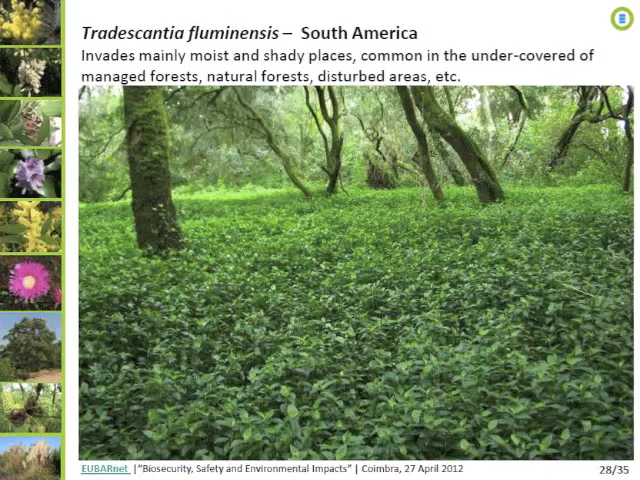 Tradescantia fluminensis – South America
Invades mainly moist and shady places, common in the under-covered of
managed forests, natural forests, disturbed areas, etc.
EUBARnet |"Biosecurity, Safety and Environmental Impacts" | Coimbra, 27 April 2012
28/35